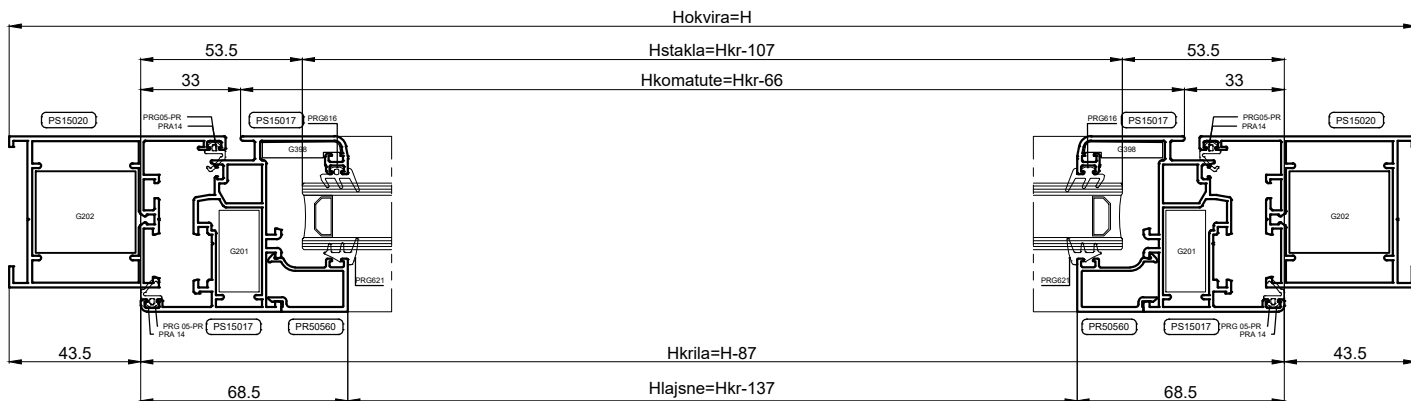 Hokvira=H
53.5 Hstakla=Hkr-107 53.5
33 Hkomatute=Hkr-66 33
PS15020 PRG05-PR PS15017 PRG616 PRG616 PS15017 PRG05-PR PS15020
PRA14 PRA14
G398 G398
G202 G201 G201 G202
PRG621 PRG621
PRG 05-PR PS15017 PR50560 PR50560 PS15017 PRG 05-PR
PRA 14 PRA 14
43.5 Hkrila=H-87 43.5
68.5 Hlajsne=Hkr-137 68.5